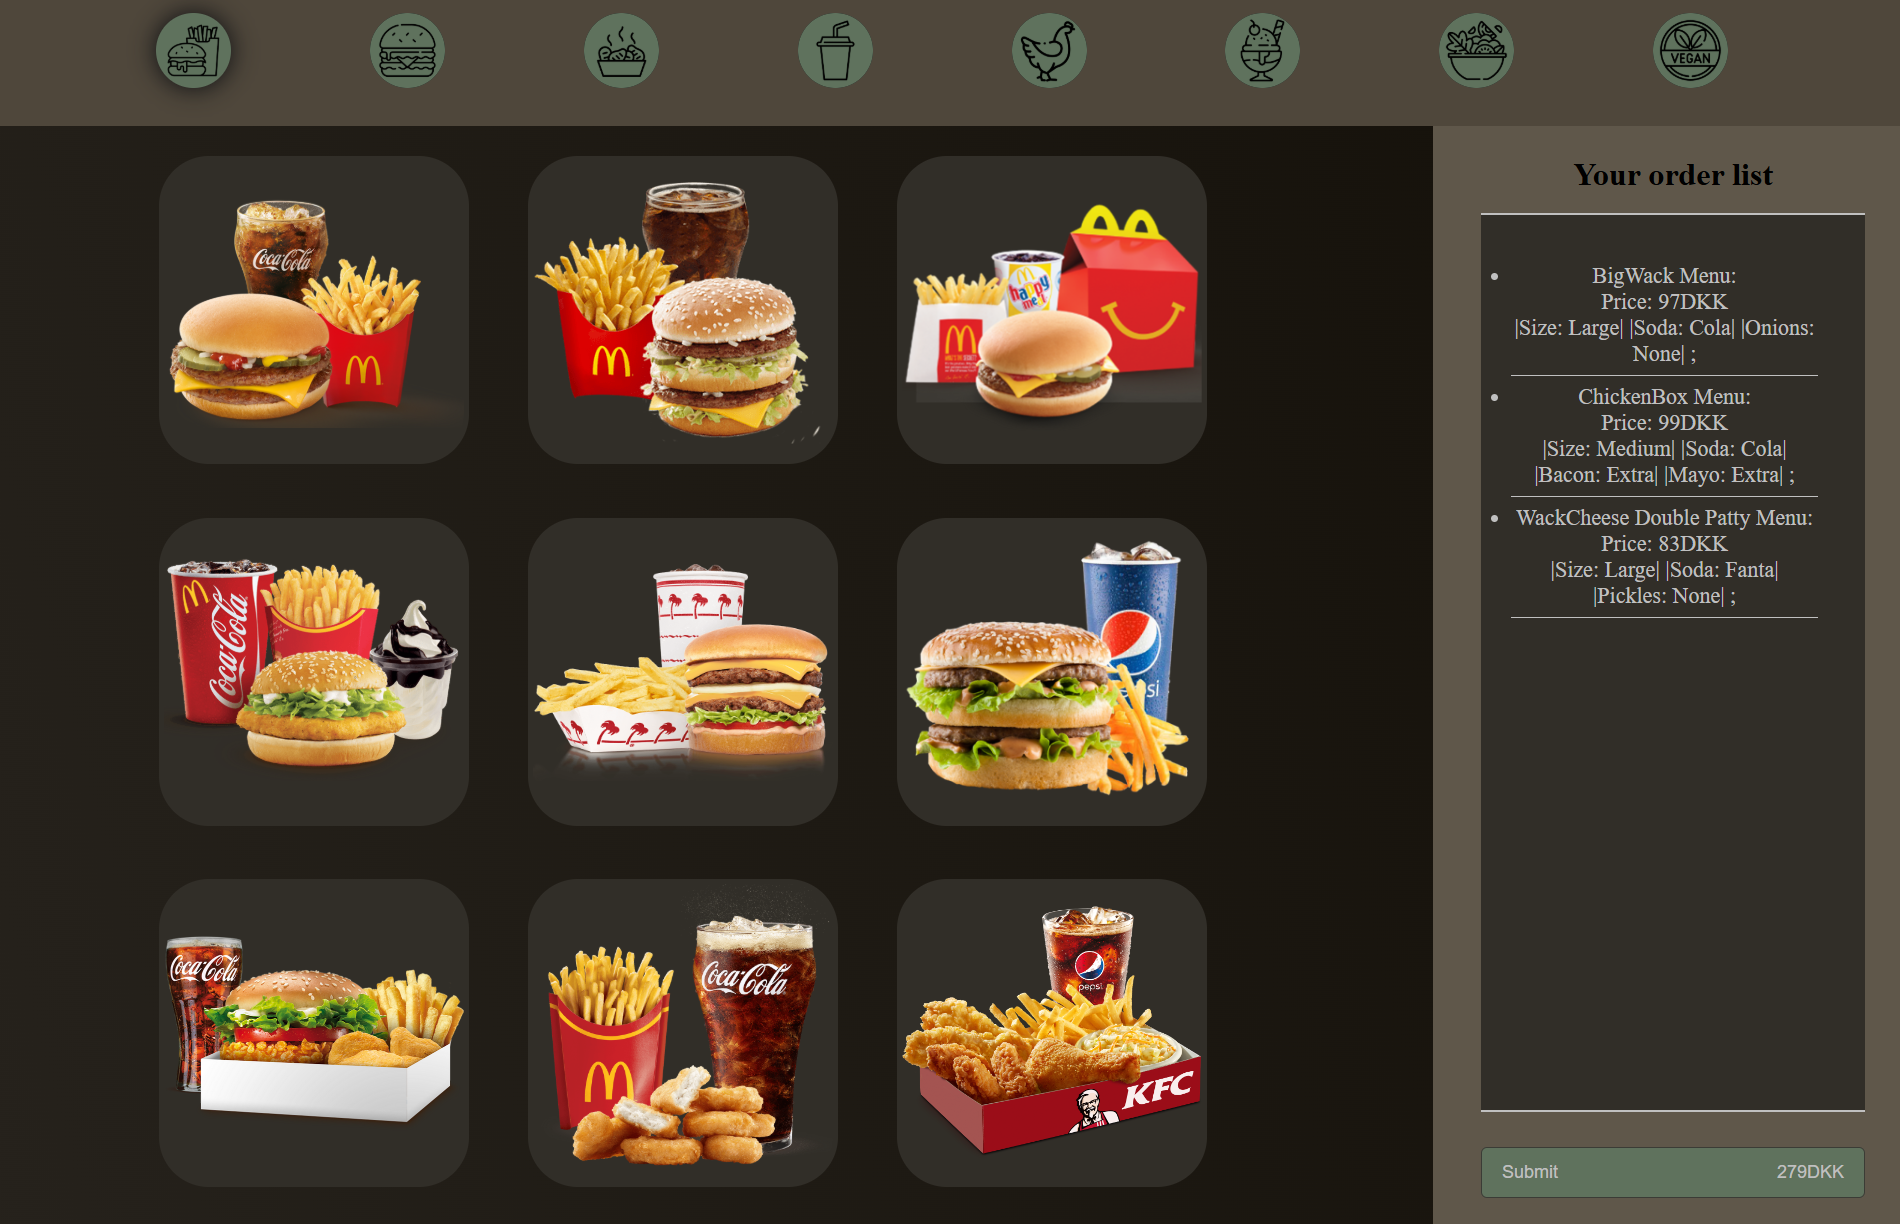 VEGAN
Your order list
BigWack Menu:
Price: 97DKK
|Size: Large| |Soda: Cola| |Onions:
None| ;
ChickenBox Menu:
Price: 99DKK
|Size: Medium| |Soda: Cola|
|Bacon: Extra| |Mayo: Extra| ;
WackCheese Double Patty Menu:
Price: 83DKK
|Size: Large| |Soda: Fanta|
|Pickles: None| ;
Submit 279DKK
Coca-Cola
happy
meal
Coca-Cola
psi
Coca-Cola
Coca-Cola
pepsi
KFC